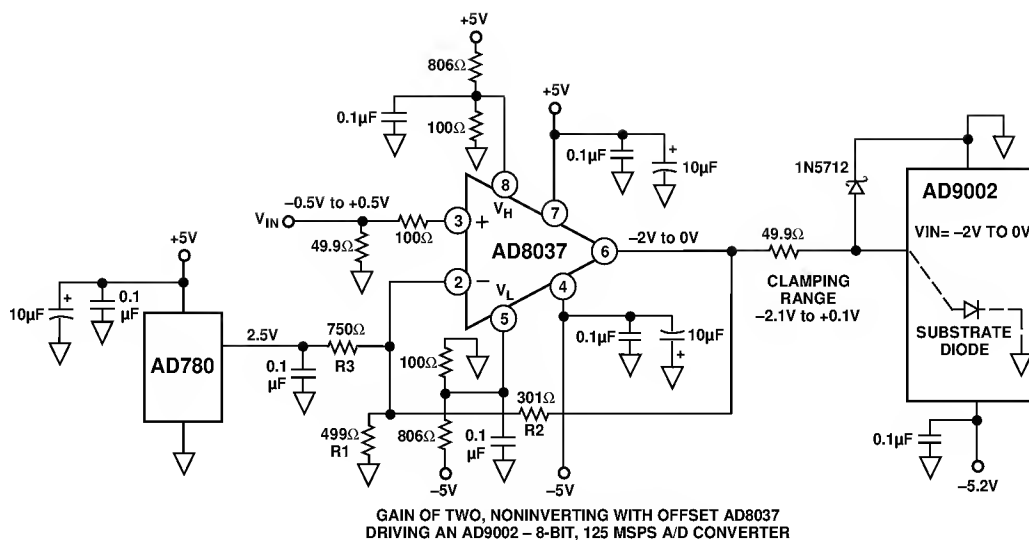 +5V
806Ω
0.1µF
100Ω
+5V
0.1µF
+
10µF
1N5712
AD9002
VIN= –2V TO 0V
SUBSTRATE
DIODE
0.1µF
–5.2V
8
VH
7
–0.5V to +0.5V
VIN
100Ω
49.9Ω
3
+
AD8037
6
–2V to 0V
49.9Ω
CLAMPING
RANGE
–2.1V to +0.1V
2
–
VL
4
5
0.1µF
10µF
+
+5V
10µF
+
0.1
µF
AD780
2.5V
750Ω
R3
0.1
µF
100Ω
301Ω
R2
499Ω
R1
806Ω
0.1
µF
–5V
–5V
GAIN OF TWO, NONINVERTING WITH OFFSET AD8037
DRIVING AN AD9002 – 8-BIT, 125 MSPS A/D CONVERTER